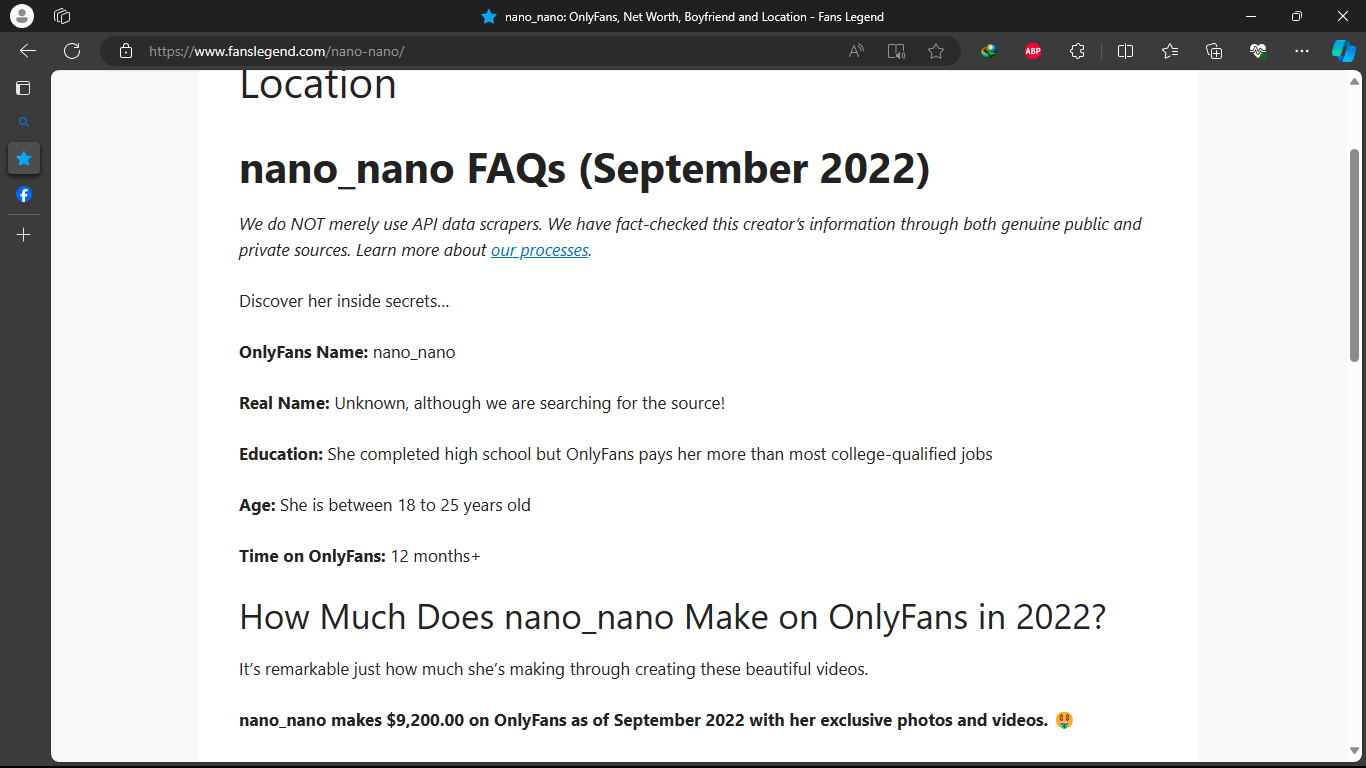 nano_nano: OnlyFans, Net Worth, Boyfriend and Location - Fans Legend
https://www.fanslegend.com/nano-nano/
ABP
Location
nano_nano FAQs (September 2022)
We do NOT merely use API data scrapers. We have fact-checked this creator's information through both genuine public and
private sources. Learn more about our processes.
Discover her inside secrets…
OnlyFans Name: nano_nano
Real Name: Unknown, although we are searching for the source!
Education: She completed high school but OnlyFans pays her more than most college-qualified jobs
Age: She is between 18 to 25 years old
Time on OnlyFans: 12 months+
How Much Does nano_nano Make on OnlyFans in 2022?
It's remarkable just how much she's making through creating these beautiful videos.
nano_nano makes $9,200.00 on OnlyFans as of September 2022 with her exclusive photos and videos. 🤑